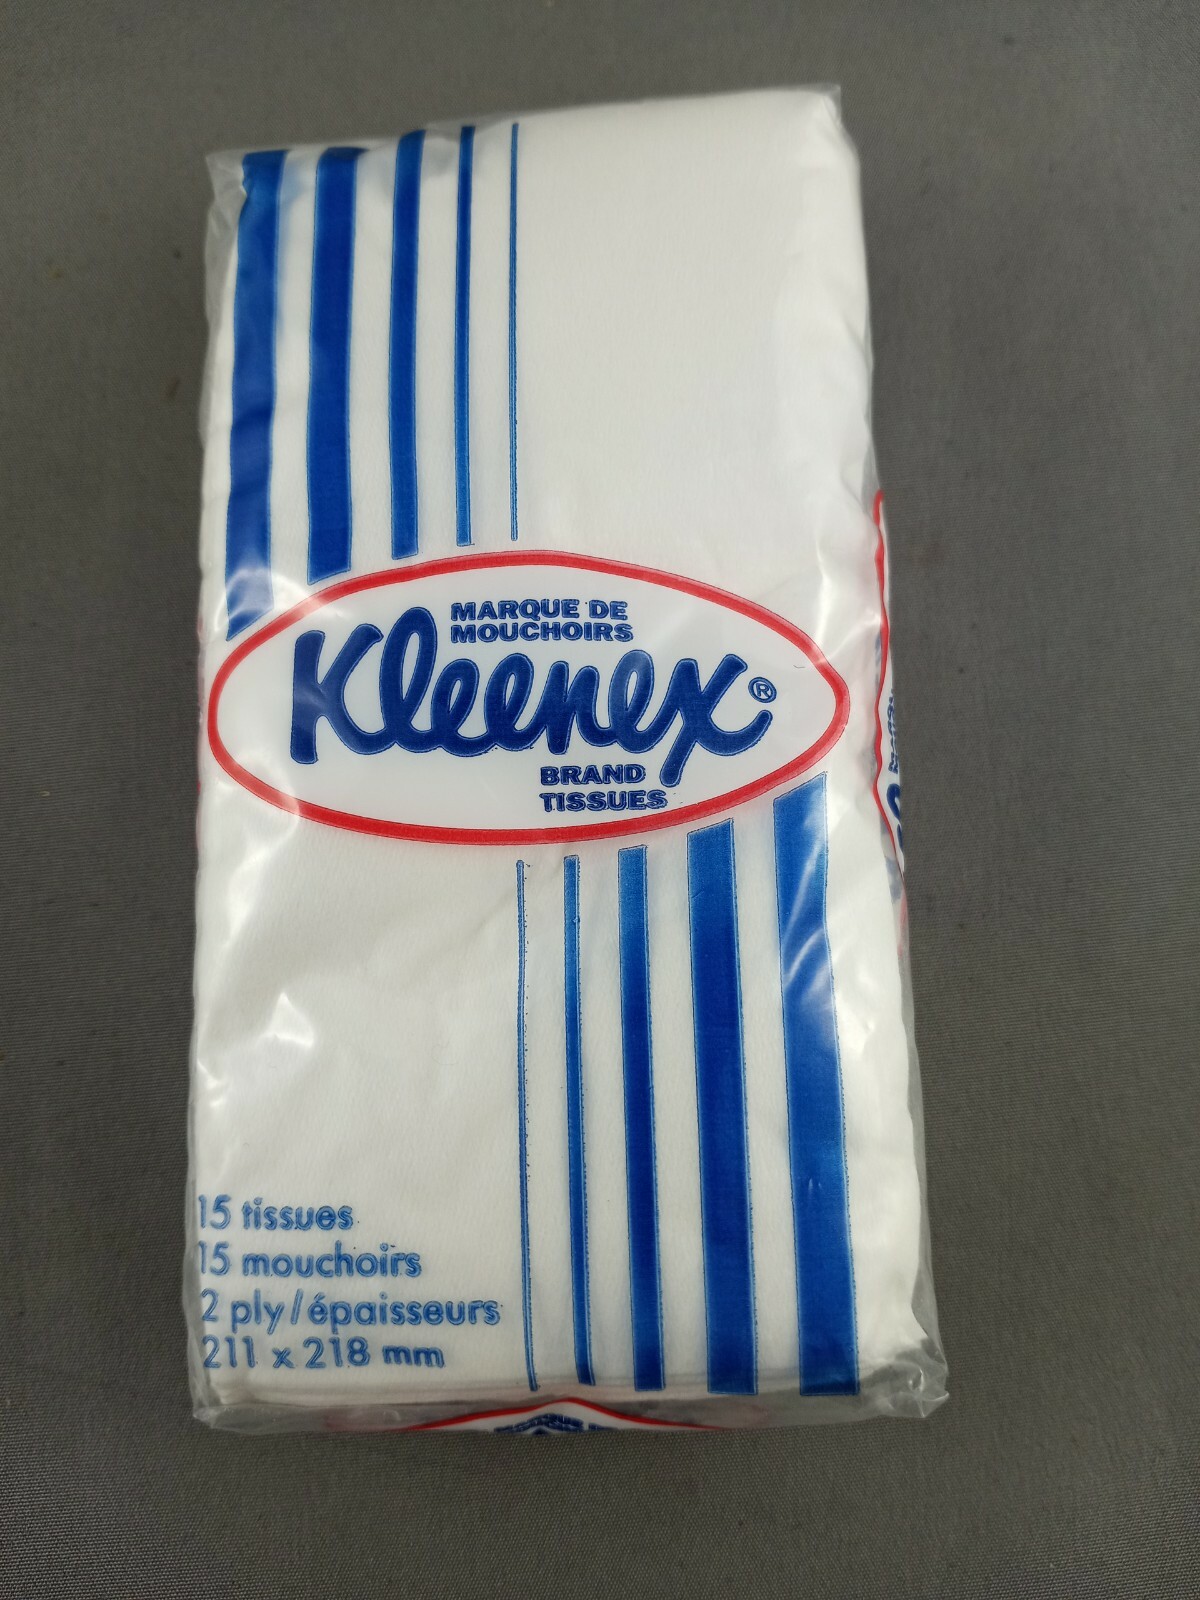 MARQUE DE
MOUCHOIRS
Kleenex®
BRAND
TISSUES
15 tissues
15 mouchoirs
2 ply/épaisseurs
211 x 218 mm